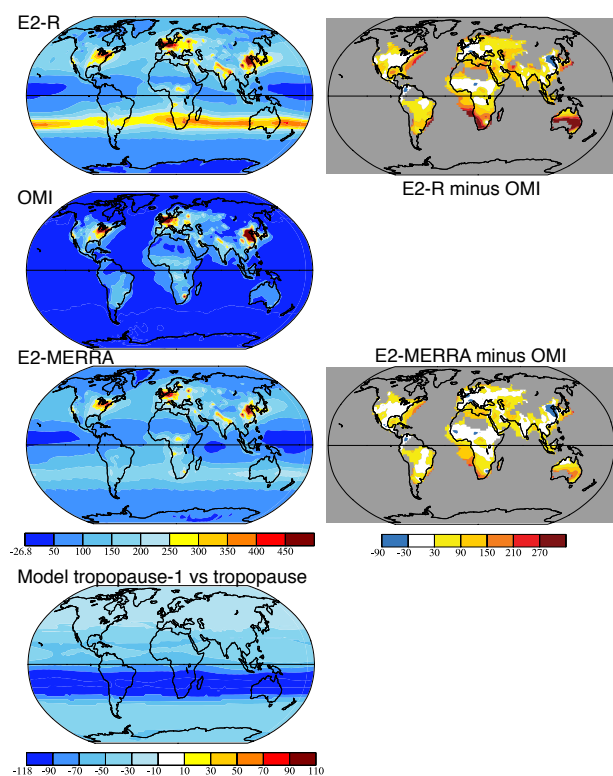 E2-R
E2-R minus OMI
OMI
E2-MERRA
E2-MERRA minus OMI
-26.8 50 100 150 200 250 300 350 400 450
-90 -30 30 90 150 210 270
Model tropopause-1 vs tropopause
-118 -90 -70 -50 -30 -10 10 30 50 70 90 110